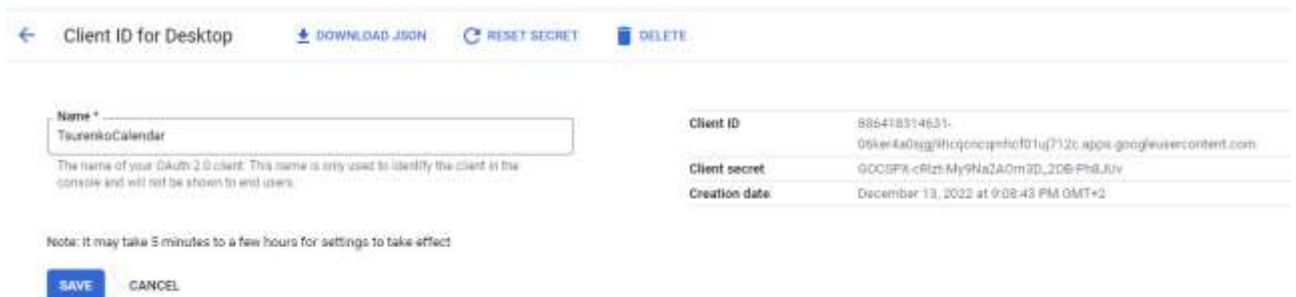 Client ID for Desktop DOWNLOAD JSON RESET SECRET DELETE
Name *
TsurenkoCalendar
The name of your OAuth 2.0 client. This name is only used to identify the client in the
console and will not be shown to end users.
Note: It may take 5 minutes to a few hours for settings to take effect
SAVE CANCEL
Client ID 886418314631-
Client secret
Creation date December 13, 2022 at 9:08:43 PM GMT+2